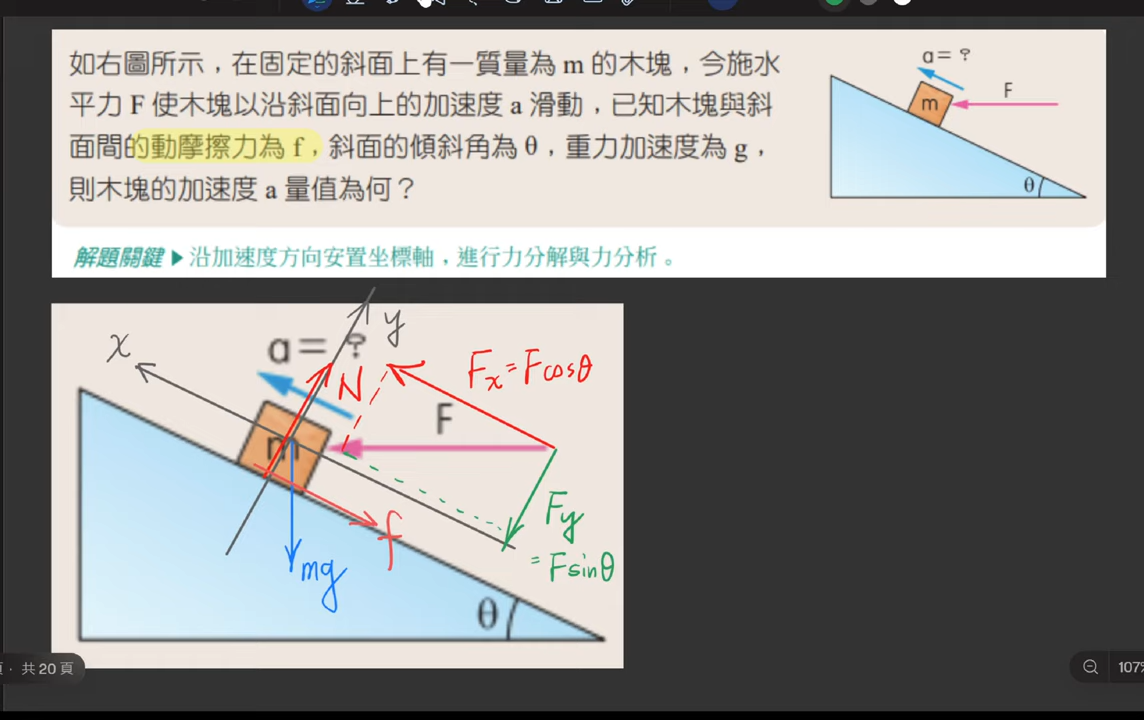 如右圖所示，在固定的斜面上有一質量為 m 的木塊，今施水
平力 F 使木塊以沿斜面向上的加速度 a 滑動，已知木塊與斜
面間的動摩擦力為 f，斜面的傾斜角為 θ，重力加速度為 g，
則木塊的加速度 a 量值為何？
a = ?
F
m
θ
解題關鍵▶沿加速度方向安置坐標軸，進行力分解與力分析。
x
y
a = ?
N
Fx = Fcosθ
F
m
f
Fy
= Fsinθ
mg
θ
頁 · 共 20 頁
107%